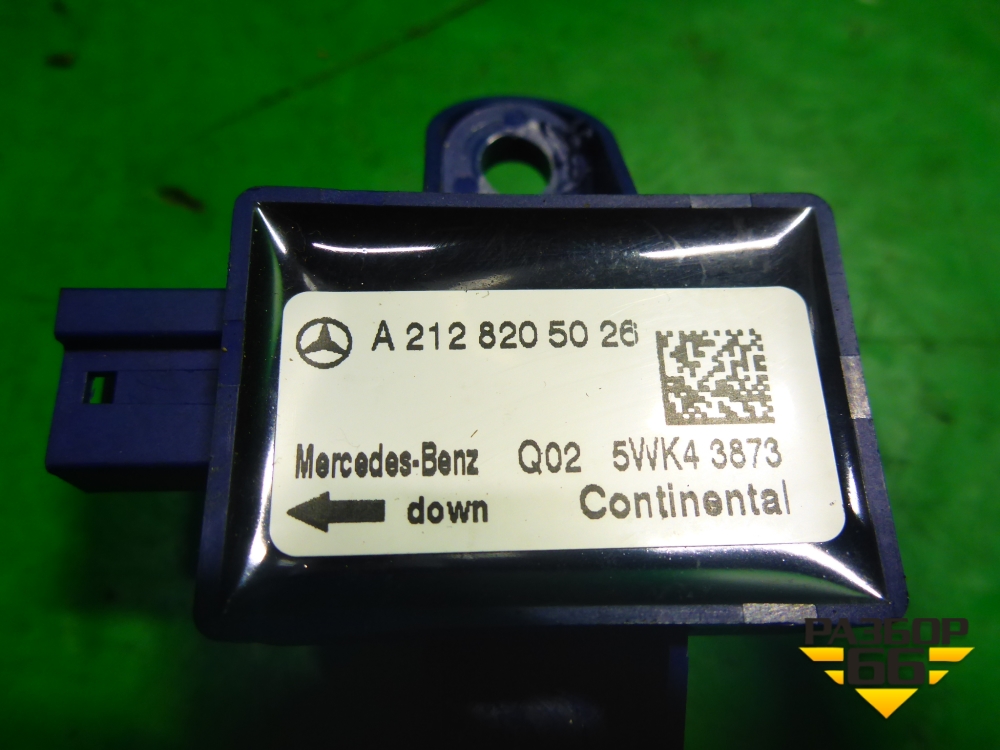 A 212 820 50 26
Mercedes-Benz Q02 5WK4 3873
down Continental
РАЗБОР
66